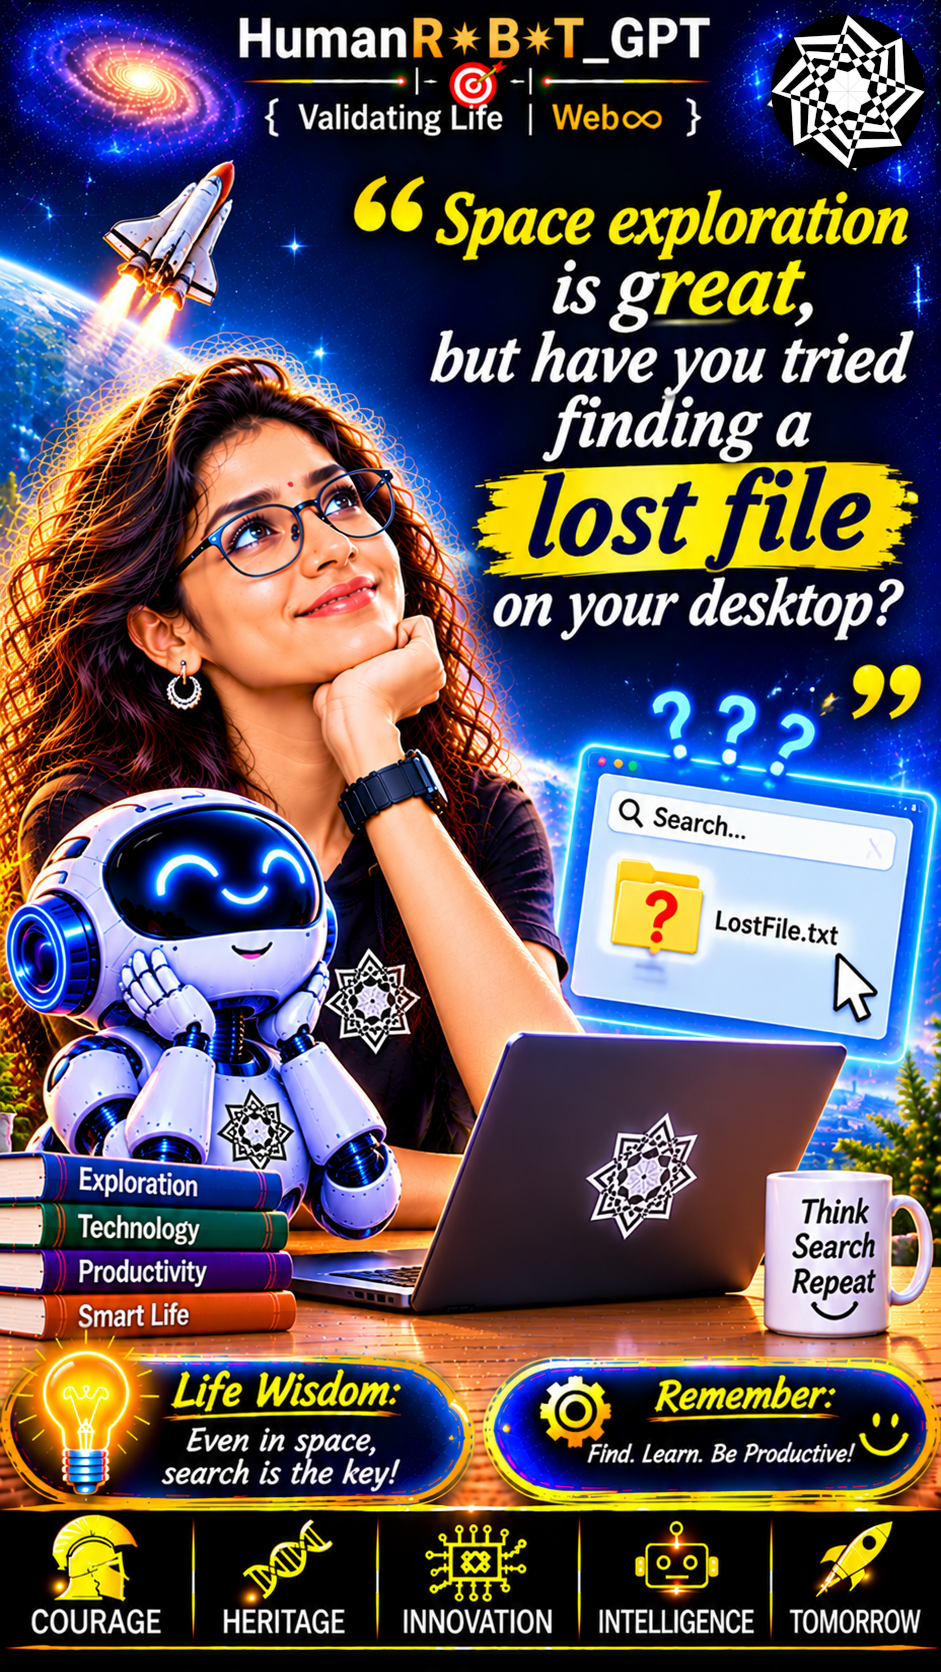 HumanR✴B✴T_GPT
{ Validating Life | Web∞ }
“Space exploration
is great,
but have you tried
finding a
lost file
on your desktop?”
? ? ?
Search...
?
LostFile.txt
Exploration
Technology
Productivity
Smart Life
Think
Search
Repeat
Life Wisdom:
Even in space,
search is the key!
Remember:
Find. Learn. Be Productive!
COURAGE
HERITAGE
INNOVATION
INTELLIGENCE
TOMORROW